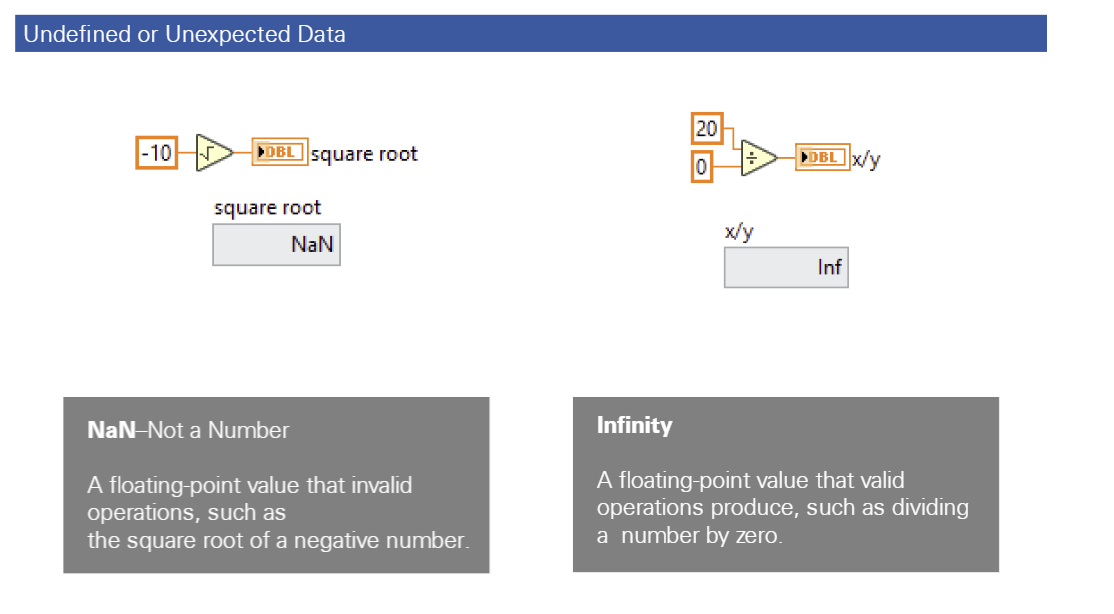 Undefined or Unexpected Data
-10
√
DBL
square root
square root
NaN
20
0
÷
DBL
x/y
x/y
Inf
NaN–Not a Number
A floating-point value that invalid
operations, such as
the square root of a negative number.
Infinity
A floating-point value that valid
operations produce, such as dividing
a  number by zero.